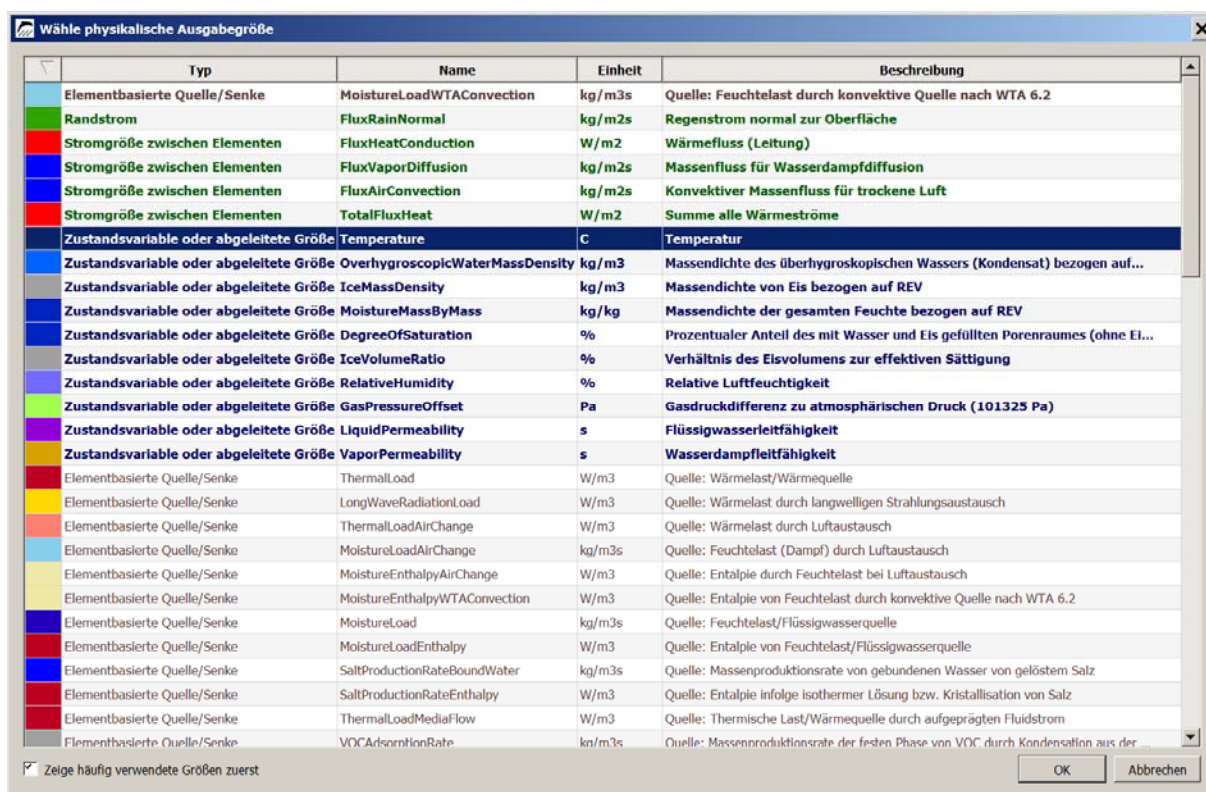 Wähle physikalische Ausgabegröße
Typ Name Einheit Beschreibung
Elementbasierte Quelle/Senke MoistureLoadWTAConvection kg/m3s Quelle: Feuchtelast durch konvektive Quelle nach WTA 6.2
Randstrom FluxRainNormal kg/m2s Regenstrom normal zur Oberfläche
Stromgröße zwischen Elementen FluxHeatConduction W/m2 Wärmefluss (Leitung)
Stromgröße zwischen Elementen FluxVaporDiffusion kg/m2s Massenfluss für Wasserdampfdiffusion
Stromgröße zwischen Elementen FluxAirConvection kg/m2s Konvektiver Massenfluss für trockene Luft
Stromgröße zwischen Elementen TotalFluxHeat W/m2 Summe alle Wärmeströme
Zustandsvariable oder abgeleitete Größe Temperature C Temperatur
Zustandsvariable oder abgeleitete Größe OverhygroscopicWaterMassDensity kg/m3 Massendichte des überhygroskopischen Wassers (Kondensat) bezogen auf...
Zustandsvariable oder abgeleitete Größe IceMassDensity kg/m3 Massendichte von Eis bezogen auf REV
Zustandsvariable oder abgeleitete Größe MoistureMassByMass kg/kg Massendichte der gesamten Feuchte bezogen auf REV
Zustandsvariable oder abgeleitete Größe DegreeOfSaturation % Prozentualer Anteil des mit Wasser und Eis gefüllten Porenraumes (ohne Ei...
Zustandsvariable oder abgeleitete Größe IceVolumeRatio % Verhältnis des Eisvolumens zur effektiven Sättigung
Zustandsvariable oder abgeleitete Größe RelativeHumidity % Relative Luftfeuchtigkeit
Zustandsvariable oder abgeleitete Größe GasPressureOffset Pa Gasdruckdifferenz zu atmosphärischen Druck (101325 Pa)
Zustandsvariable oder abgeleitete Größe LiquidPermeability s Flüssigwasserleitfähigkeit
Zustandsvariable oder abgeleitete Größe VaporPermeability s Wasserdampfleitfähigkeit
Elementbasierte Quelle/Senke ThermalLoad W/m3 Quelle: Wärmelast/Wärmequelle
Elementbasierte Quelle/Senke LongWaveRadiationLoad W/m3 Quelle: Wärmelast durch langwelligen Strahlungsaustausch
Elementbasierte Quelle/Senke ThermalLoadAirChange W/m3 Quelle: Wärmelast durch Luftaustausch
Elementbasierte Quelle/Senke MoistureLoadAirChange kg/m3s Quelle: Feuchtelast (Dampf) durch Luftaustausch
Elementbasierte Quelle/Senke MoistureEnthalpyAirChange W/m3 Quelle: Entalpie durch Feuchtelast bei Luftaustausch
Elementbasierte Quelle/Senke MoistureEnthalpyWTAConvection W/m3 Quelle: Entalpie von Feuchtelast durch konvektive Quelle nach WTA 6.2
Elementbasierte Quelle/Senke MoistureLoad kg/m3s Quelle: Feuchtelast/Flüssigwasserquelle
Elementbasierte Quelle/Senke MoistureLoadEnthalpy W/m3 Quelle: Entalpie von Feuchtelast/Flüssigwasserquelle
Elementbasierte Quelle/Senke SaltProductionRateBoundWater kg/m3s Quelle: Massenproduktionsrate von gebundenen Wasser von gelöstem Salz
Elementbasierte Quelle/Senke SaltProductionRateEnthalpy W/m3 Quelle: Entalpie infolge isothermer Lösung bzw. Kristallisation von Salz
Elementbasierte Quelle/Senke ThermalLoadMediaFlow W/m3 Quelle: Thermische Last/Wärmequelle durch aufgeprägten Fluidstrom
Elementbasierte Quelle/Senke VOCAdsorptionRate kg/m3s Quelle: Massenproduktionsrate der festen Phase von VOC durch Kondensation aus der ...
Zeige häufig verwendete Größen zuerst OK Abbrechen